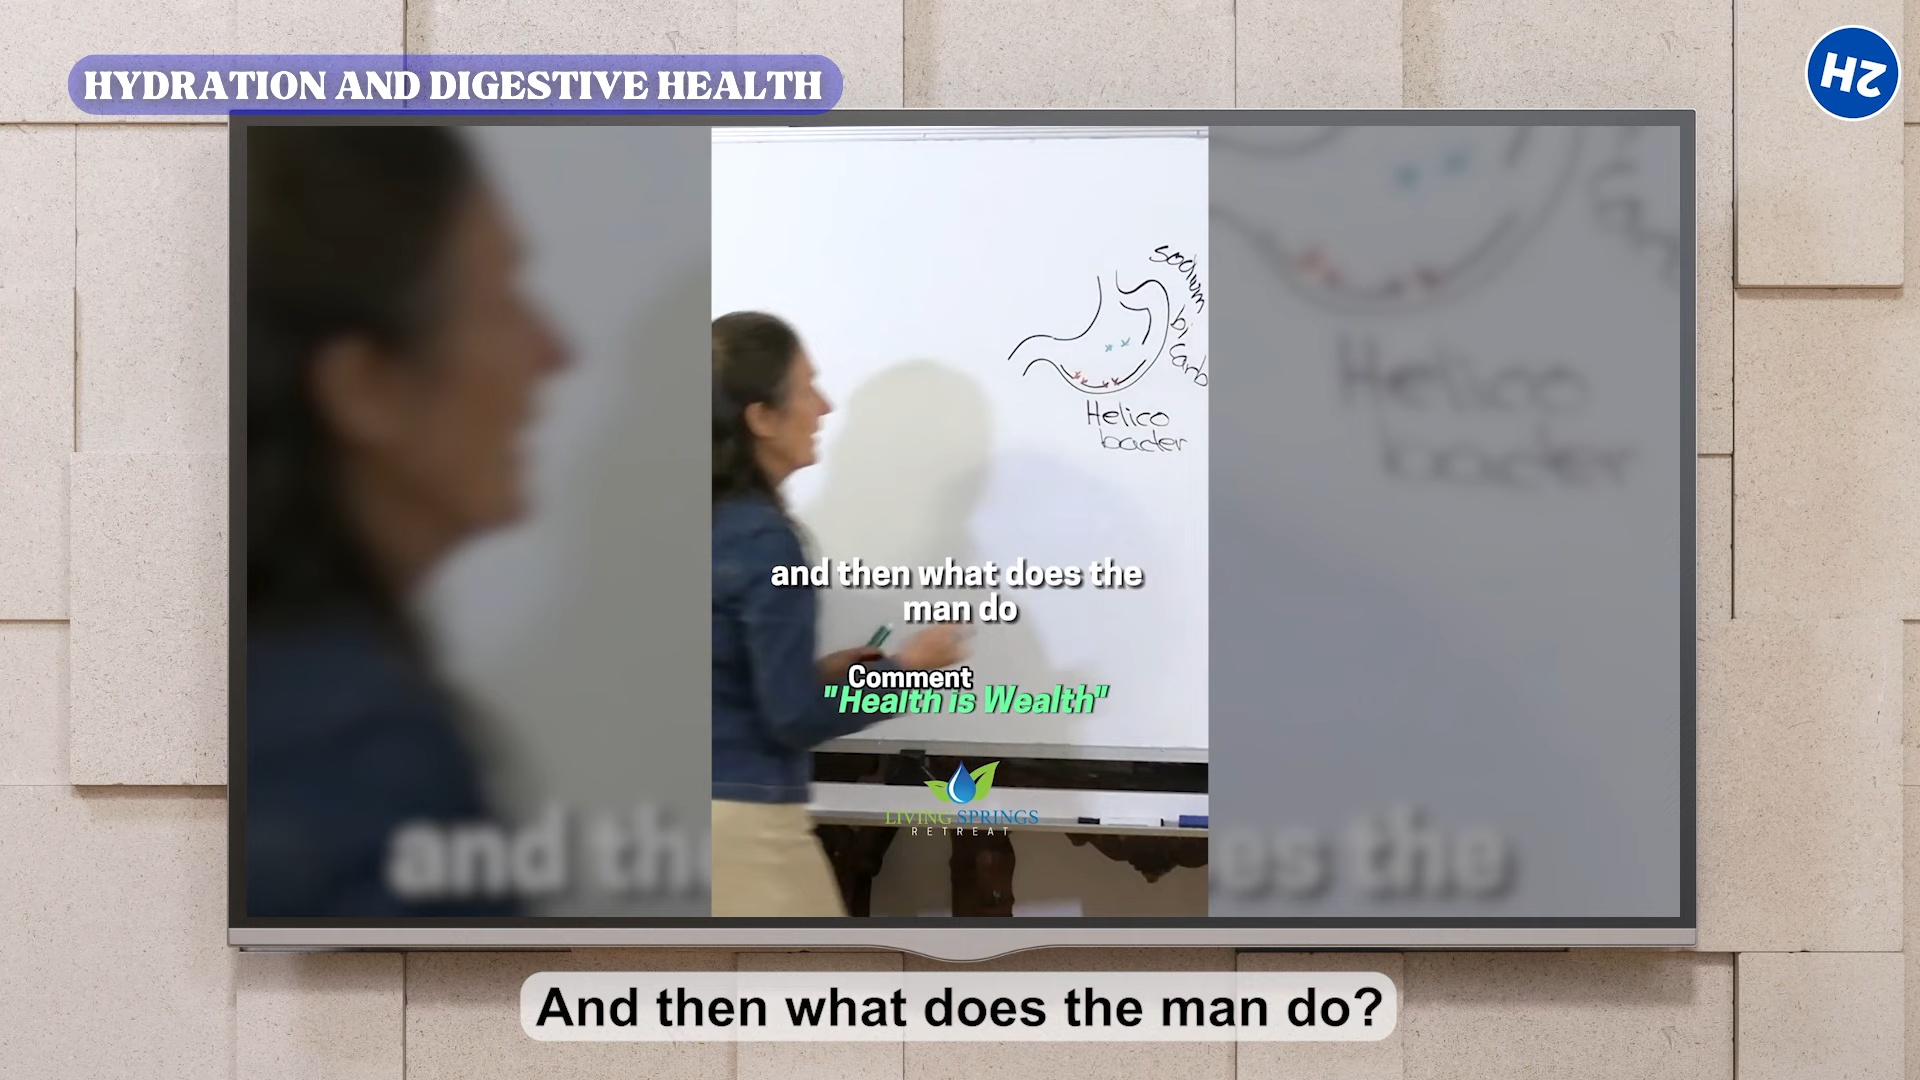 HYDRATION AND DIGESTIVE HEALTH
HZ
sodium
bi
Carb
Helico
bacter
and then what does the
man do
Comment
"Health is Wealth"
LIVING SPRINGS
RETREAT
And then what does the man do?